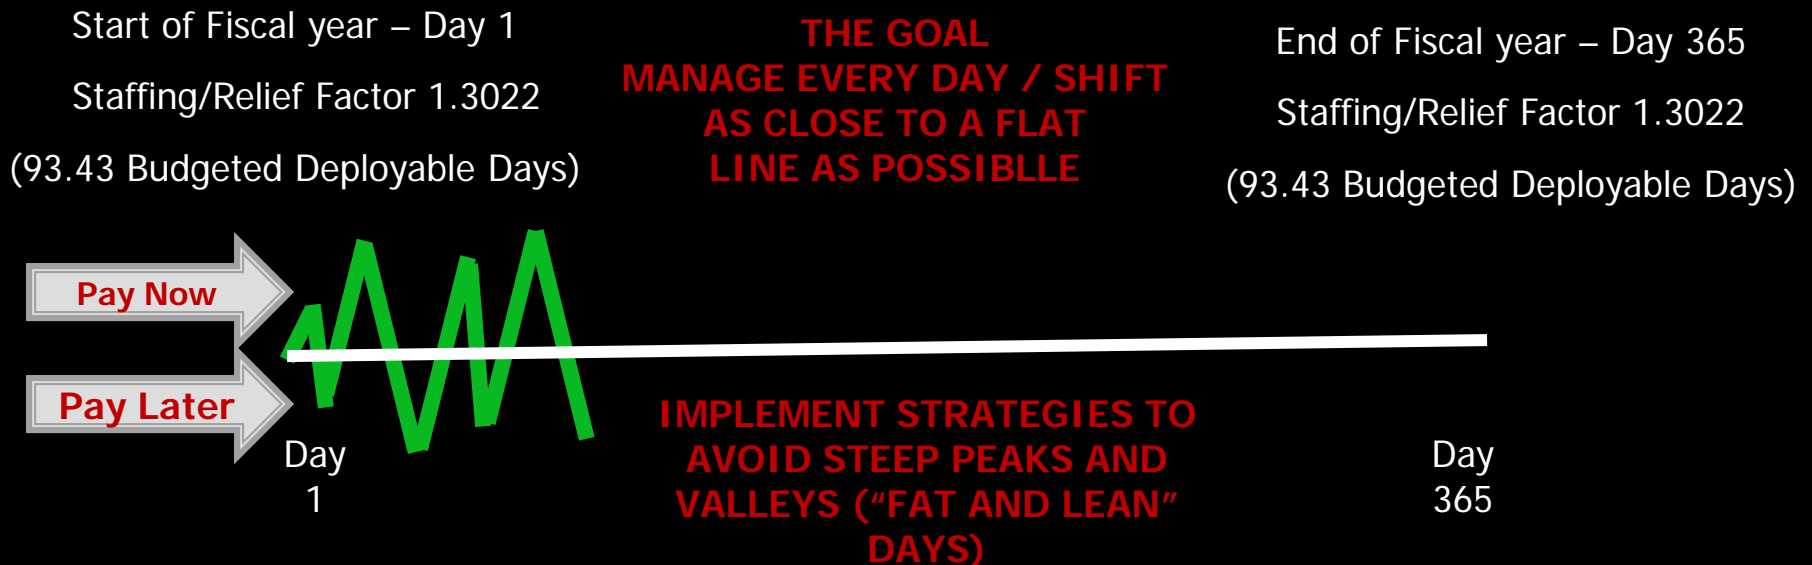 Start of Fiscal year – Day 1
Staffing/Relief Factor 1.3022
(93.43 Budgeted Deployable Days)
THE GOAL
MANAGE EVERY DAY / SHIFT
AS CLOSE TO A FLAT
LINE AS POSSIBLLE
End of Fiscal year – Day 365
Staffing/Relief Factor 1.3022
(93.43 Budgeted Deployable Days)
Pay Now
Pay Later
Day
1
IMPLEMENT STRATEGIES TO
AVOID STEEP PEAKS AND
VALLEYS (“FAT AND LEAN”
DAYS)
Day
365